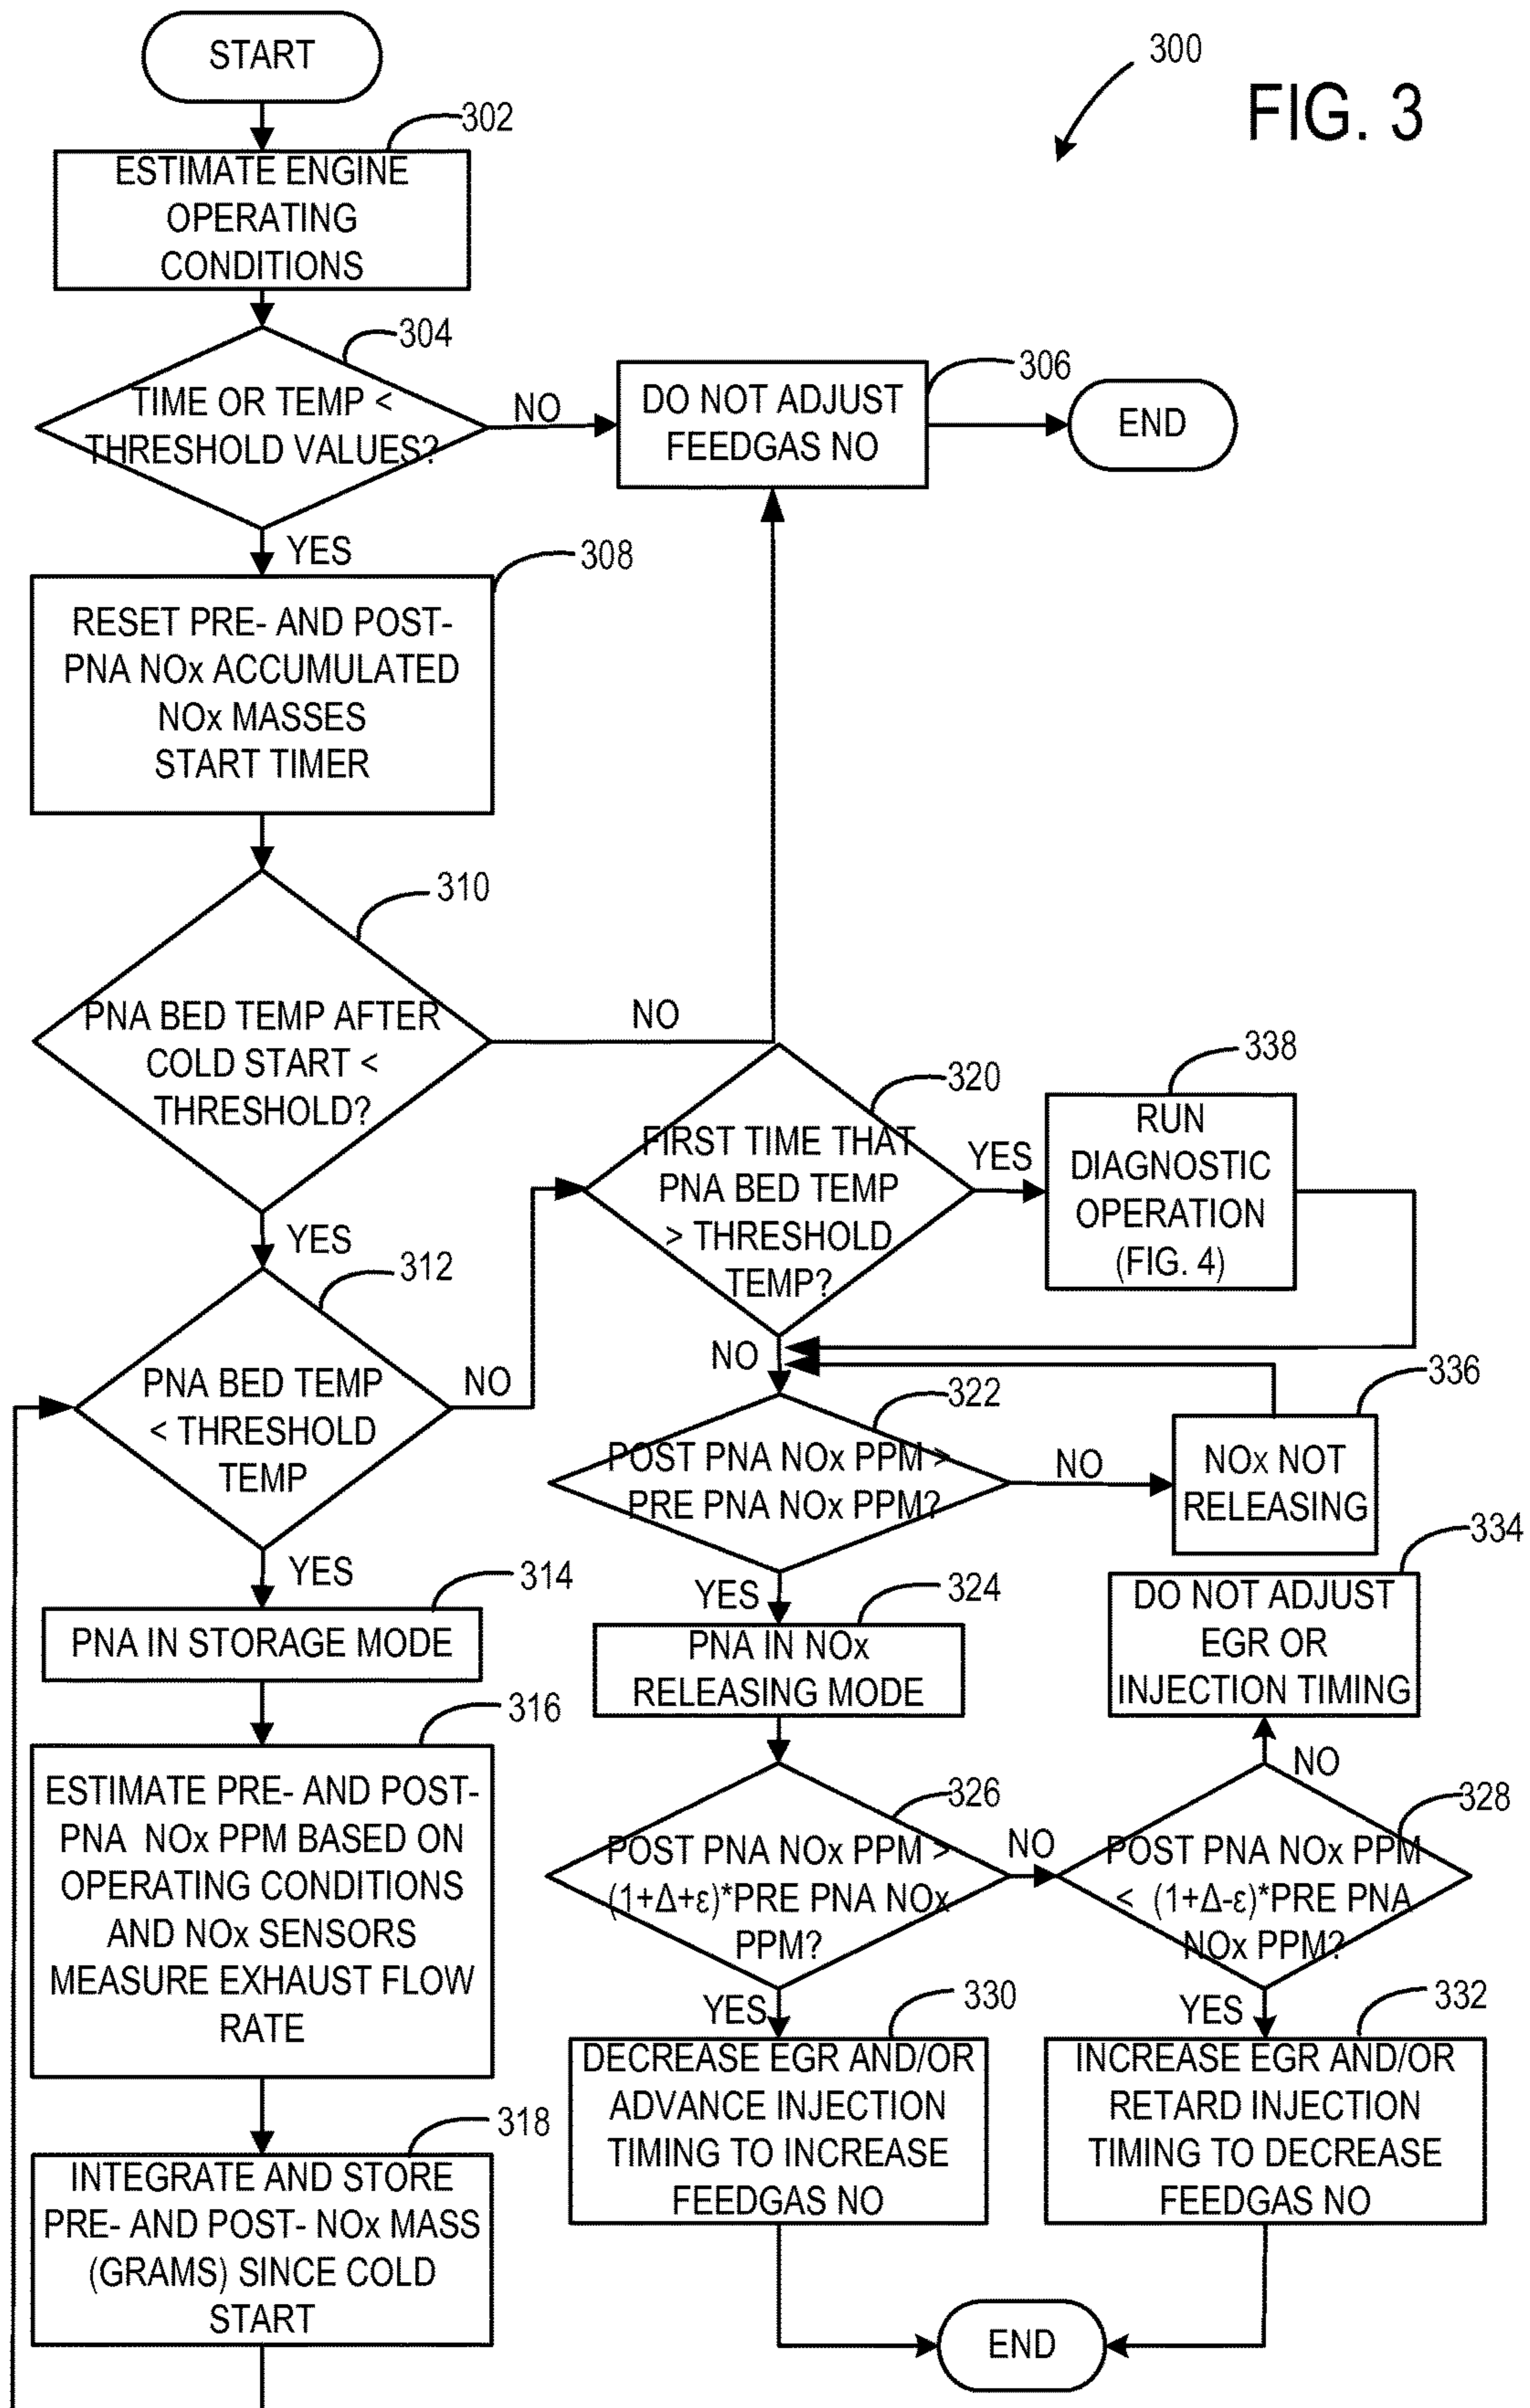 START
300
FIG. 3
302
ESTIMATE ENGINE
OPERATING
CONDITIONS
304
TIME OR TEMP <
THRESHOLD VALUES?
NO
306
DO NOT ADJUST
FEEDGAS NO
END
YES
308
RESET PRE- AND POST-
PNA NOx ACCUMULATED
NOx MASSES
START TIMER
310
PNA BED TEMP AFTER
COLD START <
THRESHOLD?
NO
YES
312
PNA BED TEMP
< THRESHOLD
TEMP
NO
320
FIRST TIME THAT
PNA BED TEMP
> THRESHOLD
TEMP?
YES
338
RUN
DIAGNOSTIC
OPERATION
(FIG. 4)
NO
322
POST PNA NOx PPM >
PRE PNA NOx PPM?
NO
336
NOx NOT
RELEASING
YES
314
PNA IN STORAGE MODE
YES
324
PNA IN NOx
RELEASING MODE
334
DO NOT ADJUST
EGR OR
INJECTION TIMING
316
ESTIMATE PRE- AND POST-
PNA NOx PPM BASED ON
OPERATING CONDITIONS
AND NOx SENSORS
MEASURE EXHAUST FLOW
RATE
326
POST PNA NOx PPM >
(1+Δ+ε)*PRE PNA NOx
PPM?
NO
NO
328
POST PNA NOx PPM
< (1+Δ-ε)*PRE PNA
NOx PPM?
YES
330
DECREASE EGR AND/OR
ADVANCE INJECTION
TIMING TO INCREASE
FEEDGAS NO
YES
332
INCREASE EGR AND/OR
RETARD INJECTION
TIMING TO DECREASE
FEEDGAS NO
318
INTEGRATE AND STORE
PRE- AND POST- NOx MASS
(GRAMS) SINCE COLD
START
END